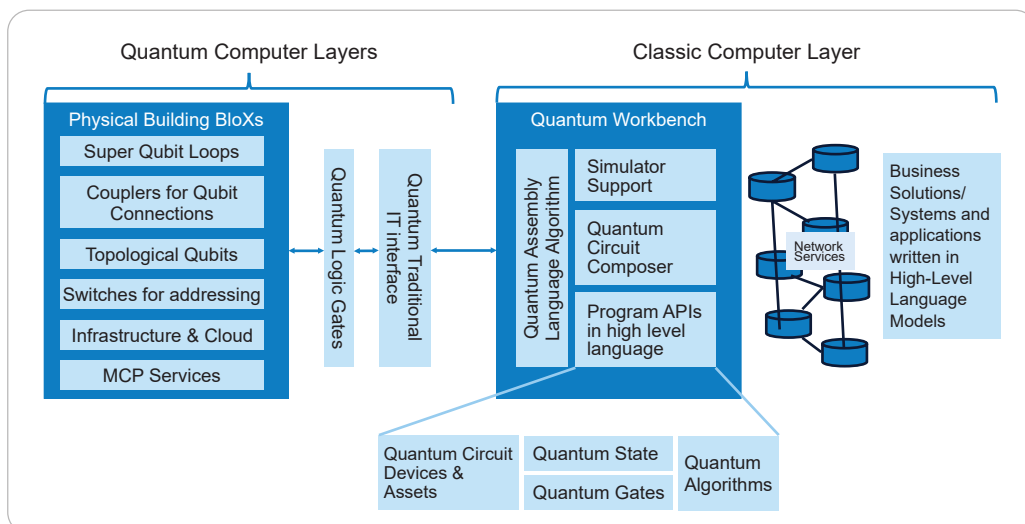 Quantum Computer Layers
Classic Computer Layer
Physical Building BloXs
Super Qubit Loops
Couplers for Qubit
Connections
Topological Qubits
Switches for addressing
Infrastructure & Cloud
MCP Services
Quantum Logic Gates
Quantum Traditional
IT interface
Quantum Workbench
Quantum Assembly
Language Algorithm
Simulator
Support
Quantum
Circuit
Composer
Program APIs
in high level
language
Network
Services
Business
Solutions/
Systems and
applications
written in
High-Level
Language
Models
Quantum Circuit
Devices &
Assets
Quantum State
Quantum Gates
Quantum
Algorithms